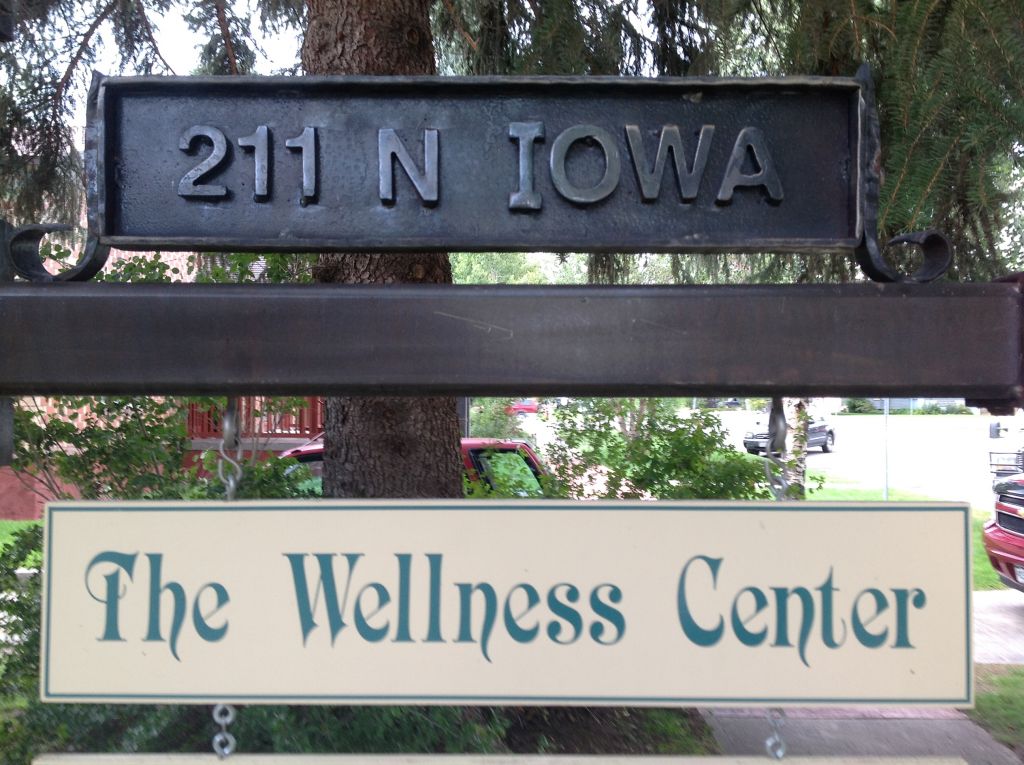 211 N IOWA
The Wellness Center